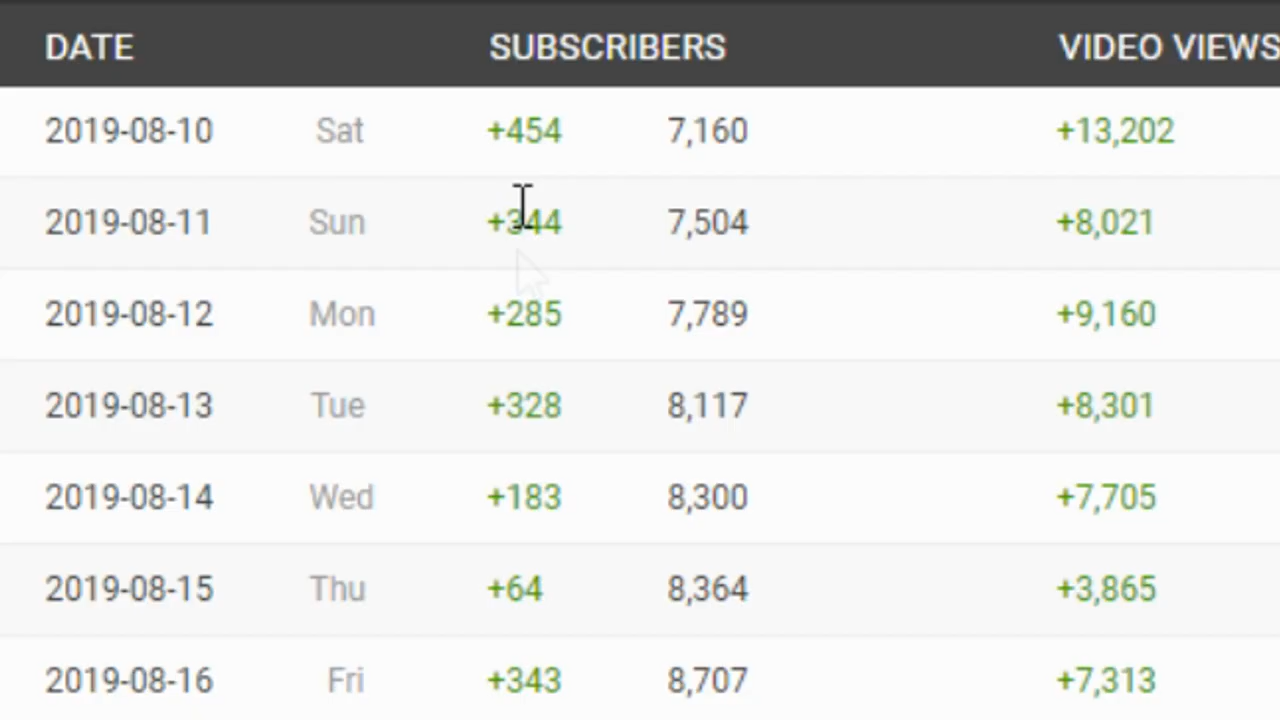 DATE SUBSCRIBERS VIDEO VIEWS
2019-08-10 Sat +454 7,160 +13,202
2019-08-11 Sun +344 7,504 +8,021
2019-08-12 Mon +285 7,789 +9,160
2019-08-13 Tue +328 8,117 +8,301
2019-08-14 Wed +183 8,300 +7,705
2019-08-15 Thu +64 8,364 +3,865
2019-08-16 Fri +343 8,707 +7,313